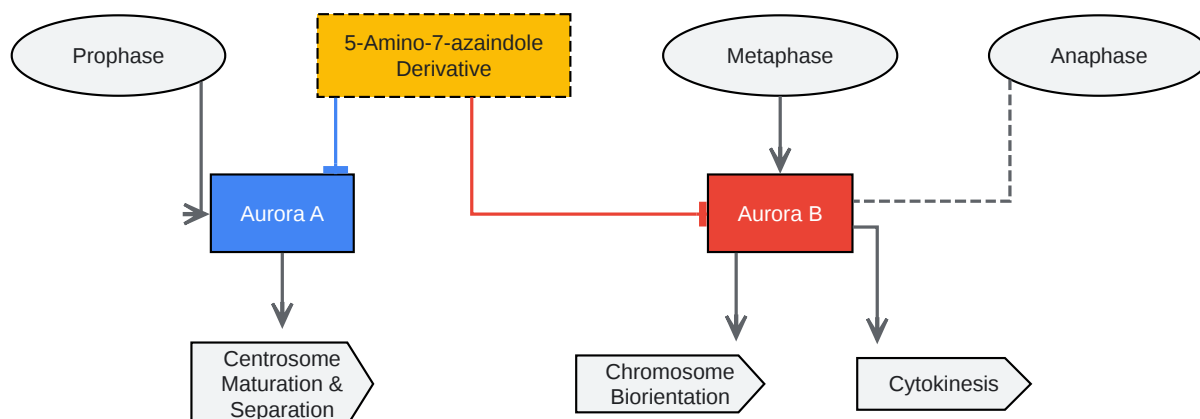 Prophase
5-Amino-7-azaindole
Derivative
Metaphase
Anaphase
Aurora A
Aurora B
Centrosome
Maturation &
Separation
Chromosome
Biorientation
Cytokinesis